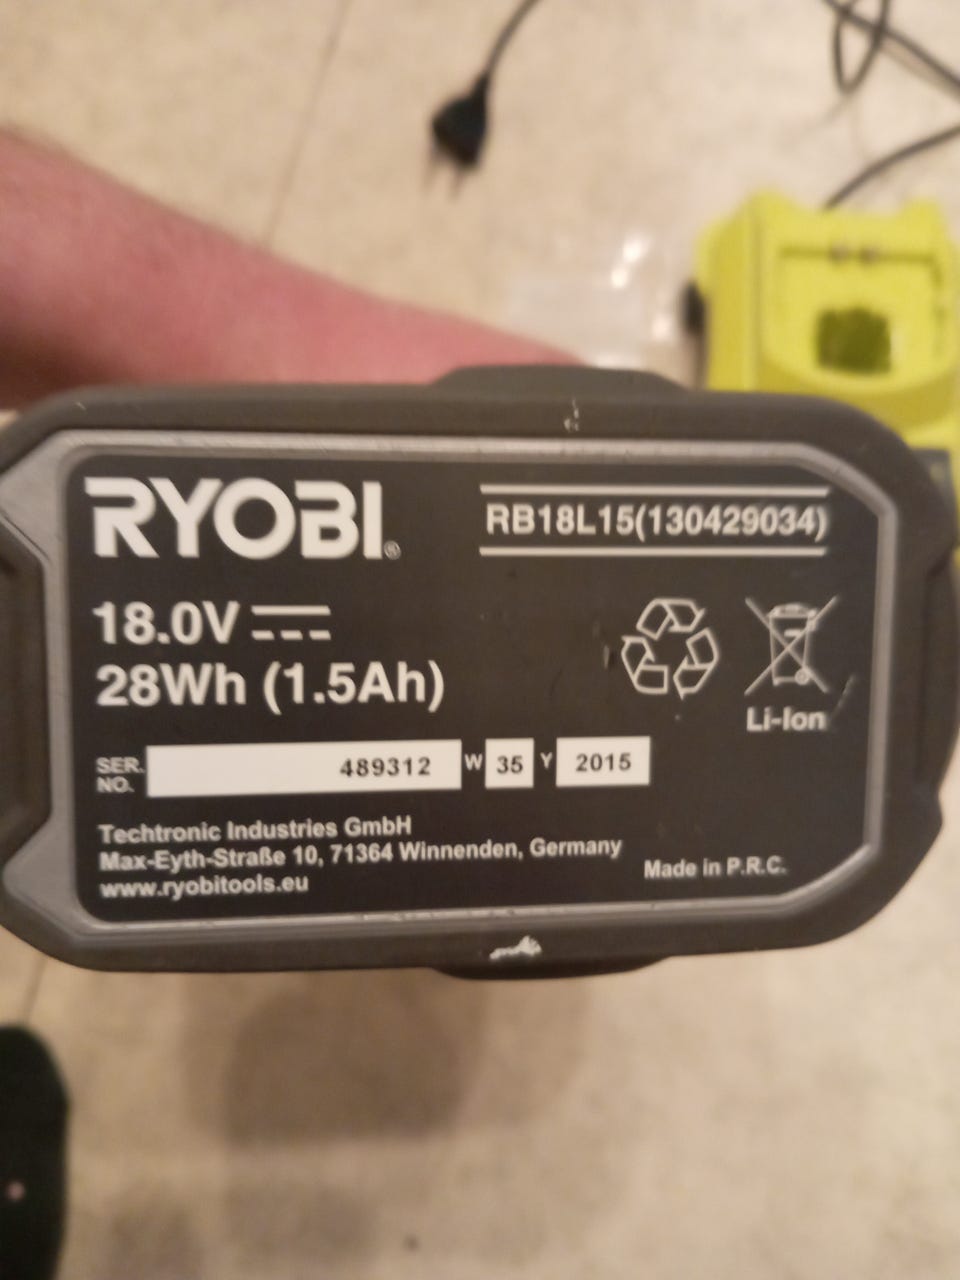 RYOBI®
RB18L15(130429034)
18.0V
28Wh (1.5Ah)
Li-Ion
SER. NO. 489312 W 35 Y 2015
Techtronic Industries GmbH
Max-Eyth-Straße 10, 71364 Winnenden, Germany
www.ryobitools.eu
Made in P.R.C.